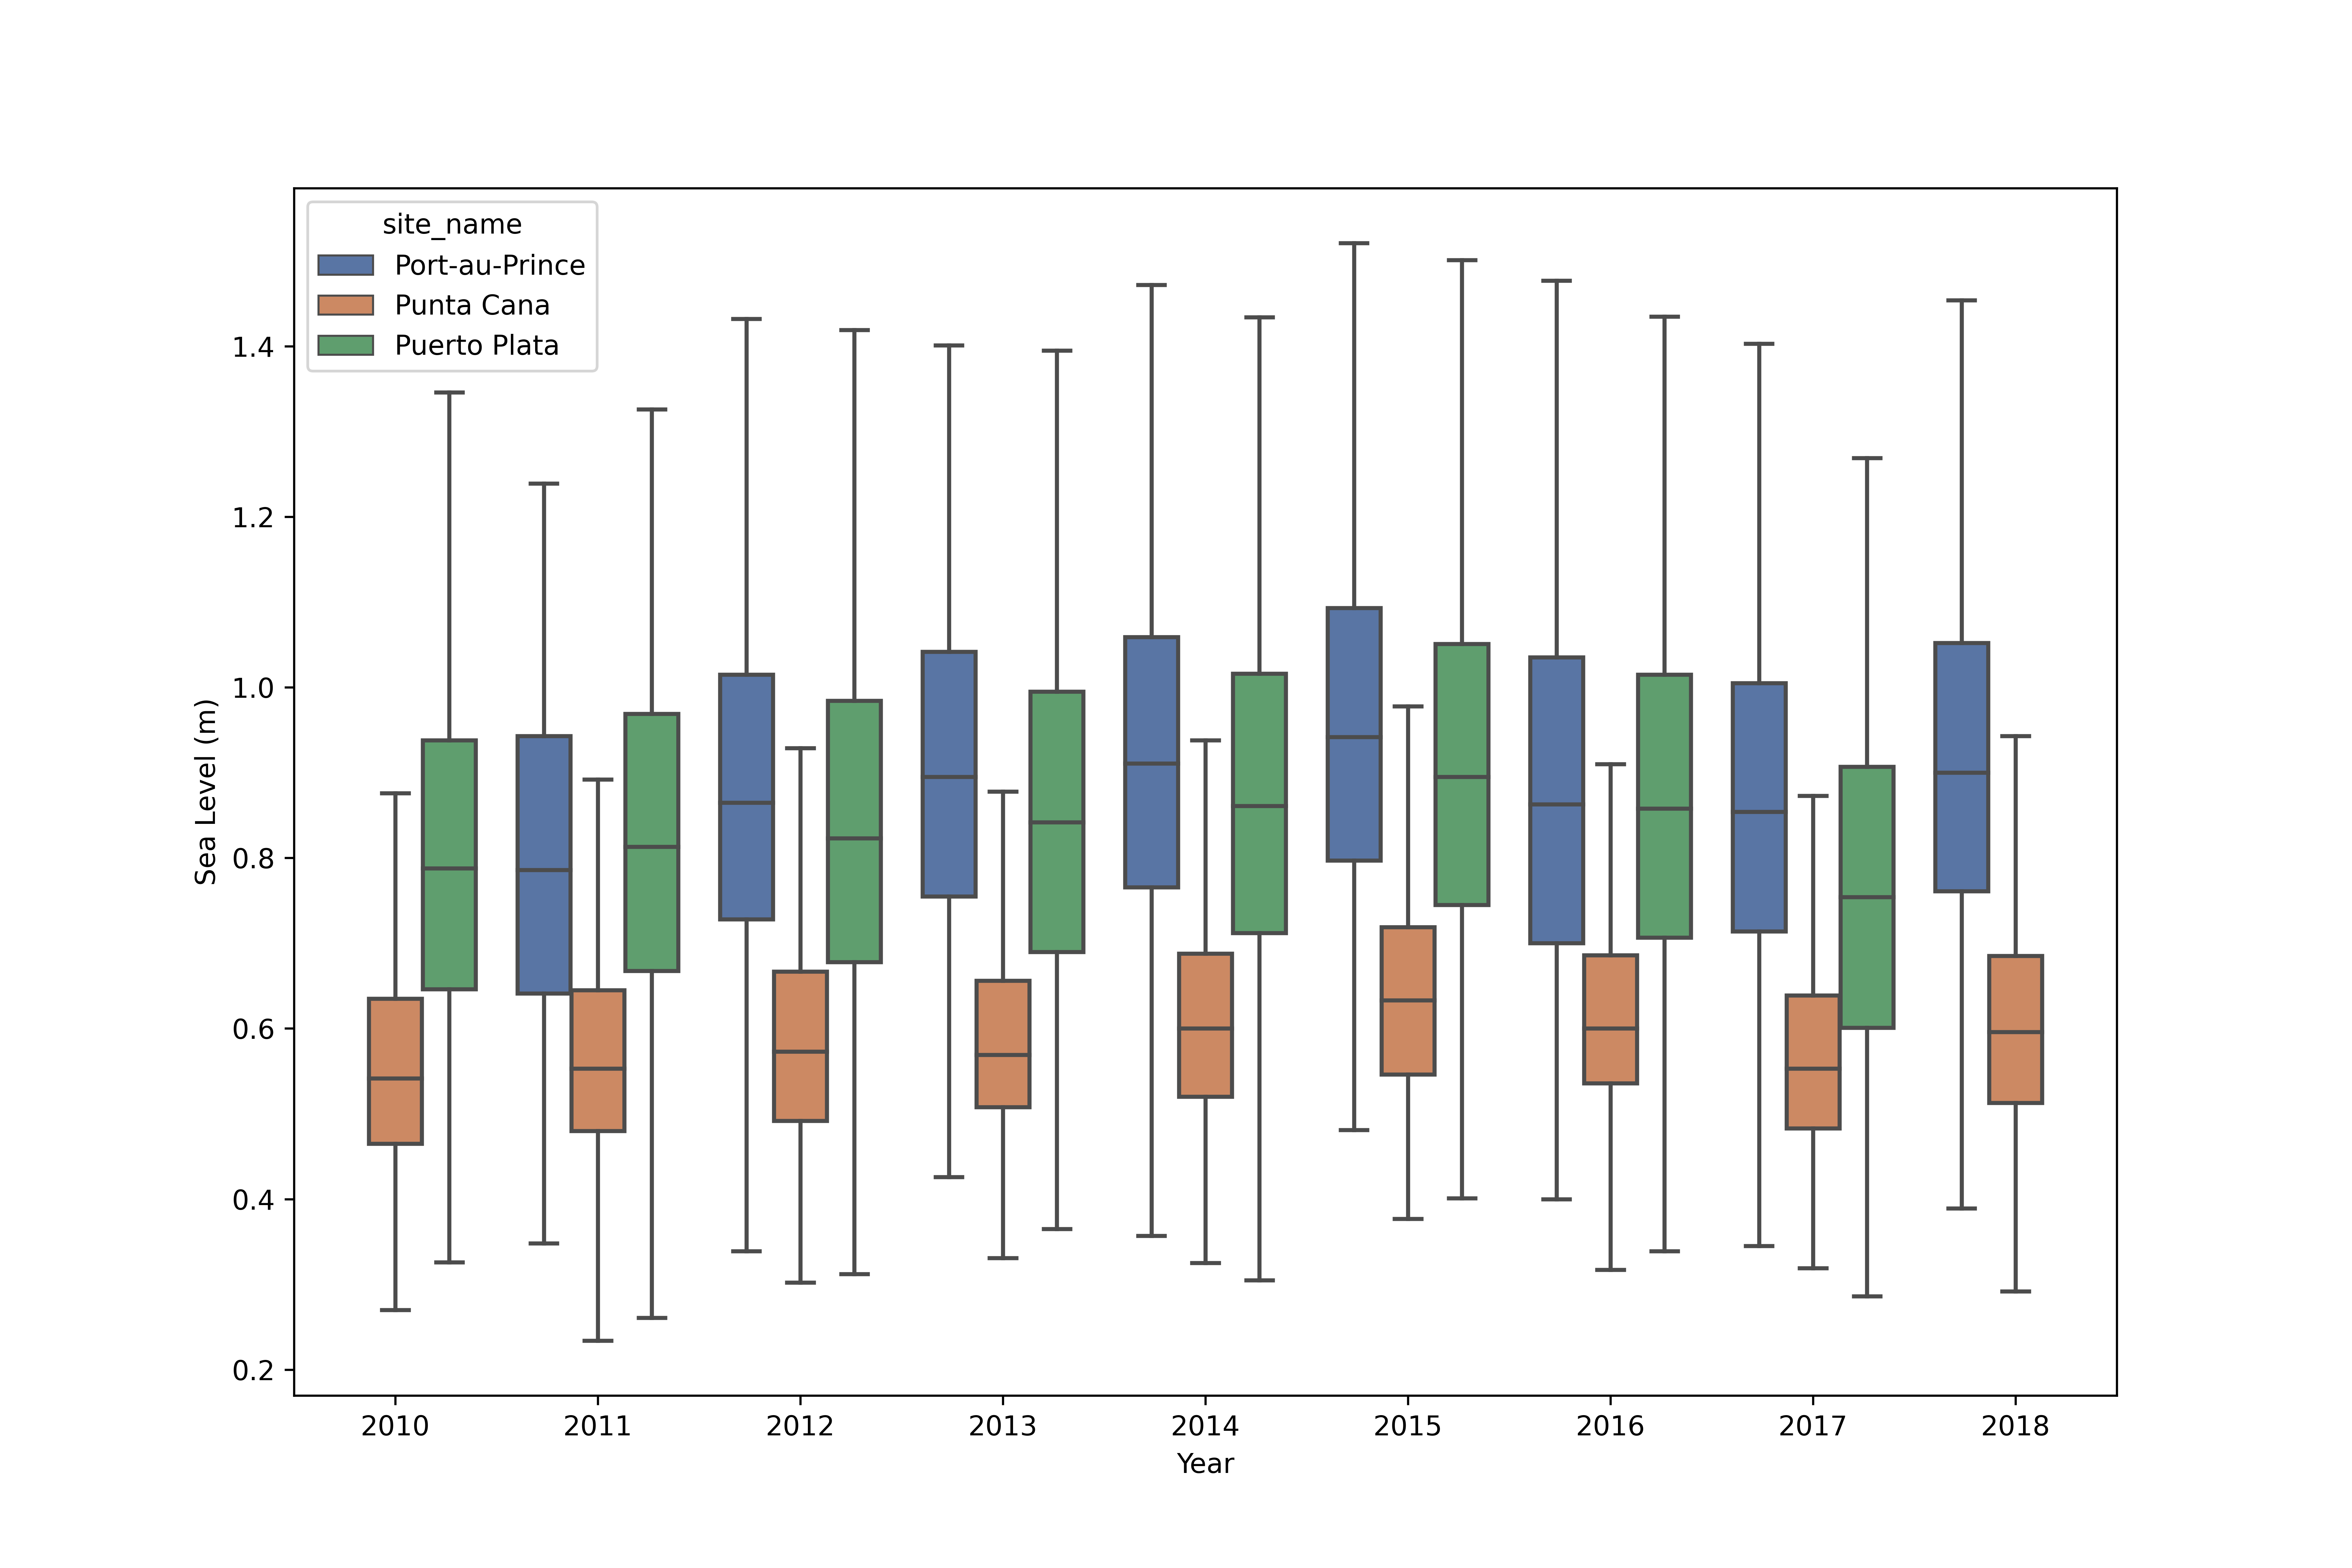 site_name
Port-au-Prince
Punta Cana
Puerto Plata
1.4
1.2
1.0
0.8
0.6
0.4
0.2
Sea Level (m)
2010 2011 2012 2013 2014 2015 2016 2017 2018
Year